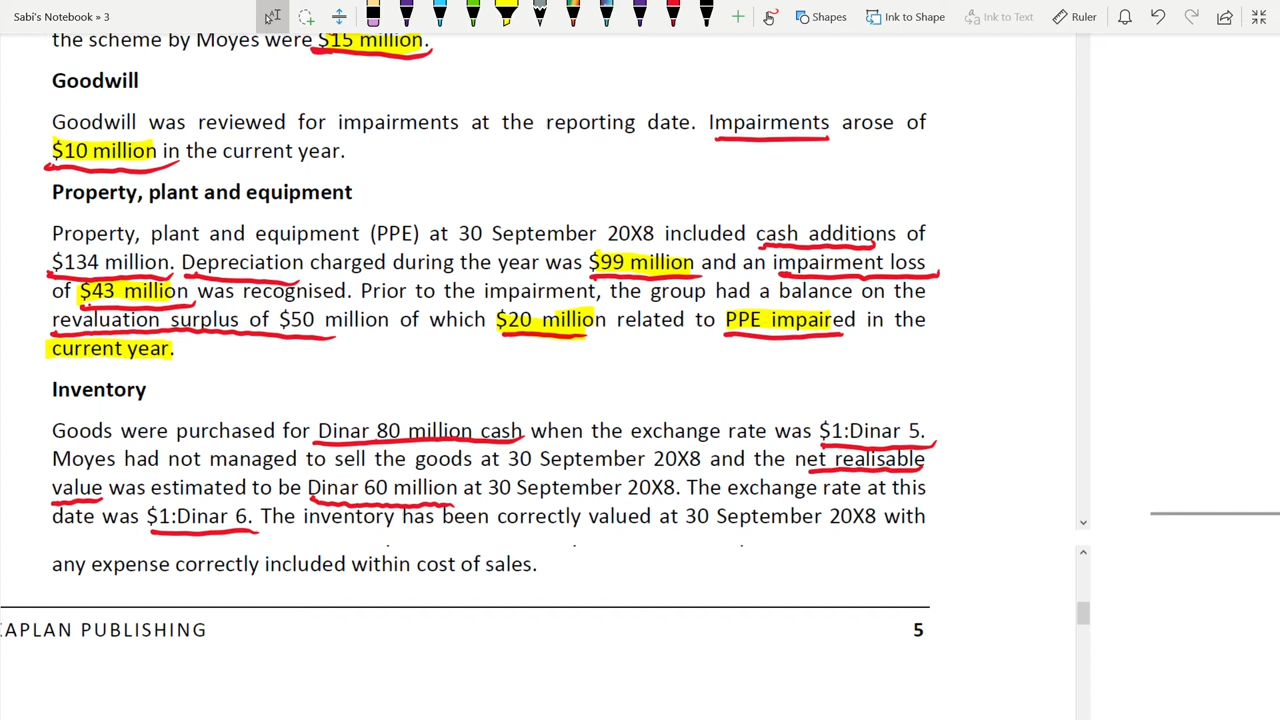 Sabi's Notebook » 3
Shapes
Ink to Shape
Ink to Text
Ruler
the scheme by Moyes were $15 million.
Goodwill
Goodwill was reviewed for impairments at the reporting date. Impairments arose of
$10 million in the current year.
Property, plant and equipment
Property, plant and equipment (PPE) at 30 September 20X8 included cash additions of
$134 million. Depreciation charged during the year was $99 million and an impairment loss
of $43 million was recognised. Prior to the impairment, the group had a balance on the
revaluation surplus of $50 million of which $20 million related to PPE impaired in the
current year.
Inventory
Goods were purchased for Dinar 80 million cash when the exchange rate was $1:Dinar 5.
Moyes had not managed to sell the goods at 30 September 20X8 and the net realisable
value was estimated to be Dinar 60 million at 30 September 20X8. The exchange rate at this
date was $1:Dinar 6. The inventory has been correctly valued at 30 September 20X8 with
any expense correctly included within cost of sales.
KAPLAN PUBLISHING
5